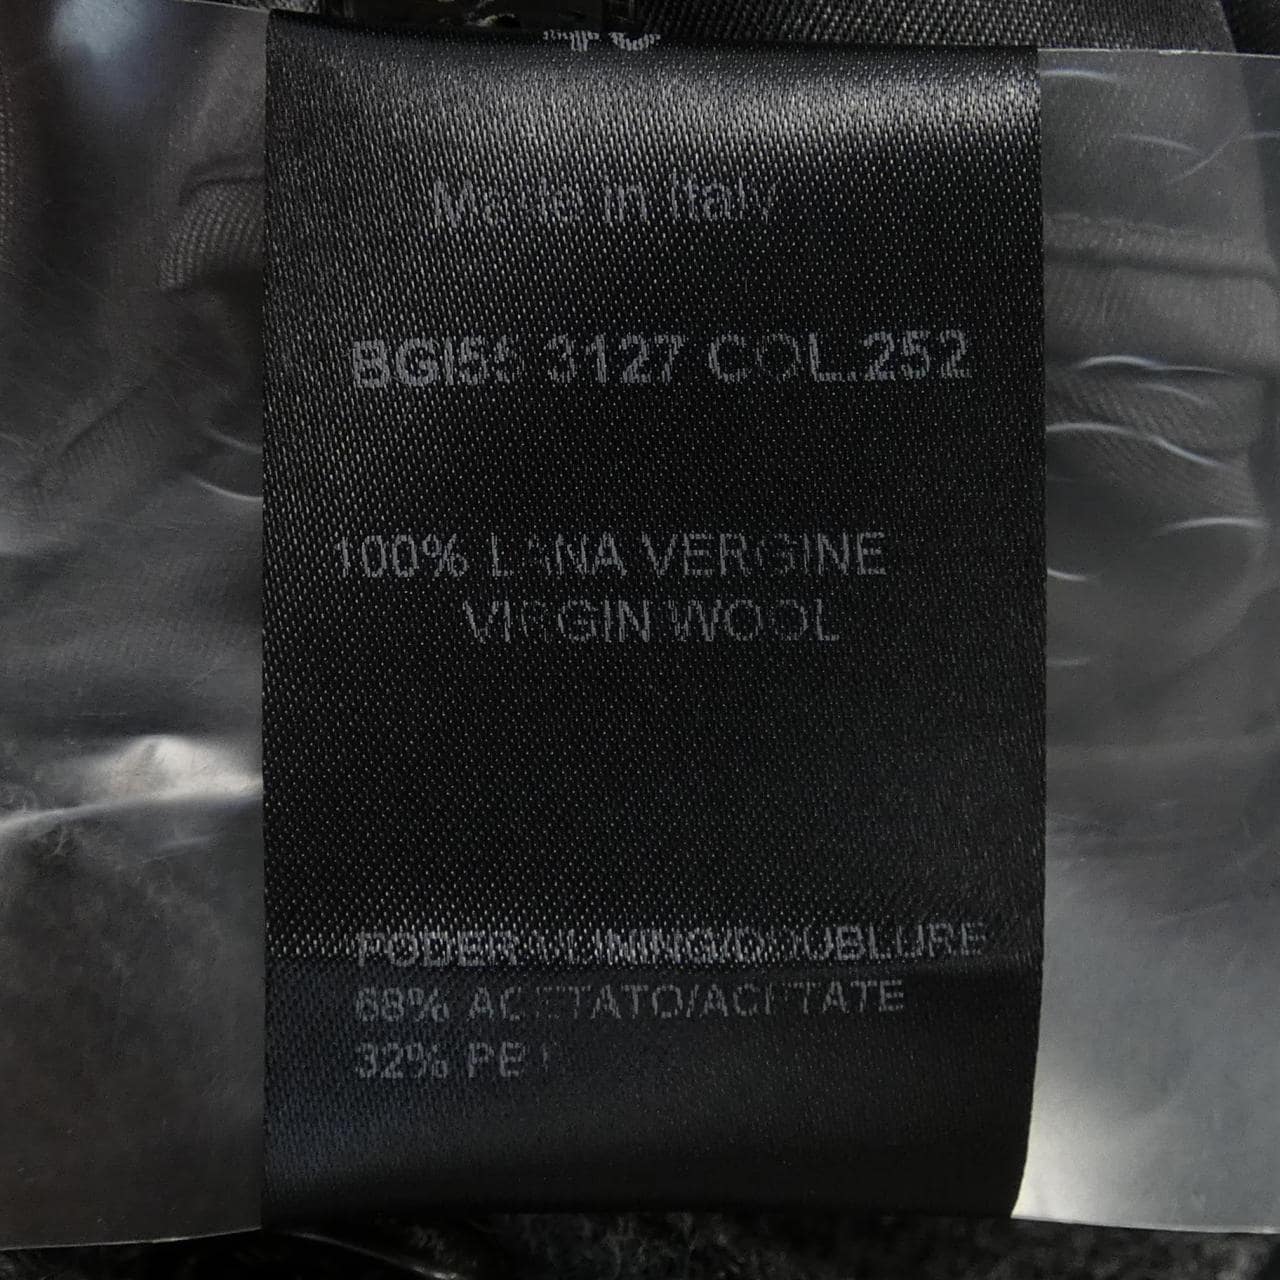 Made in Italy
BGI55 3127 COL.252
100% LANA VERGINE
VIRGIN WOOL
FODERA/LINING/DOUBLURE
68% ACETATO/ACETATE
32% PBT